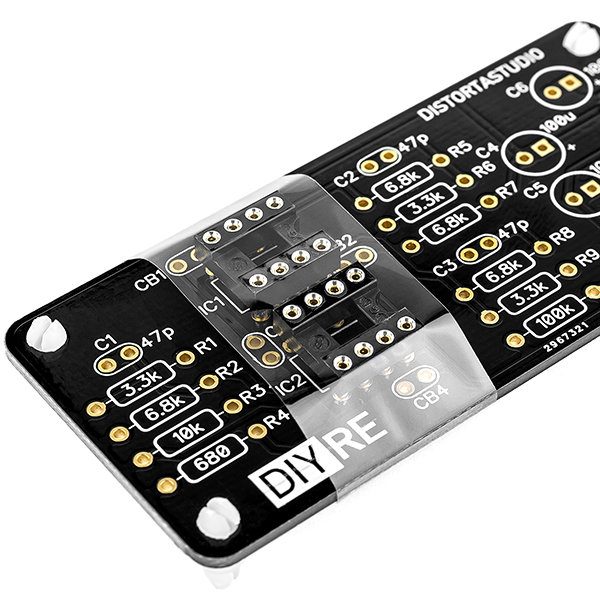 DISTORTASTUDIO
C6
100u
+
C4
C5
C2
47p
6.8k
R5
3.3k
R6
6.8k
R7
C3
47p
6.8k
R8
3.3k
R9
100k
2967321
CB1
IC1
IC2
CB4
C1
47p
3.3k
R1
6.8k
R2
10k
R3
680
R4
DIYRE